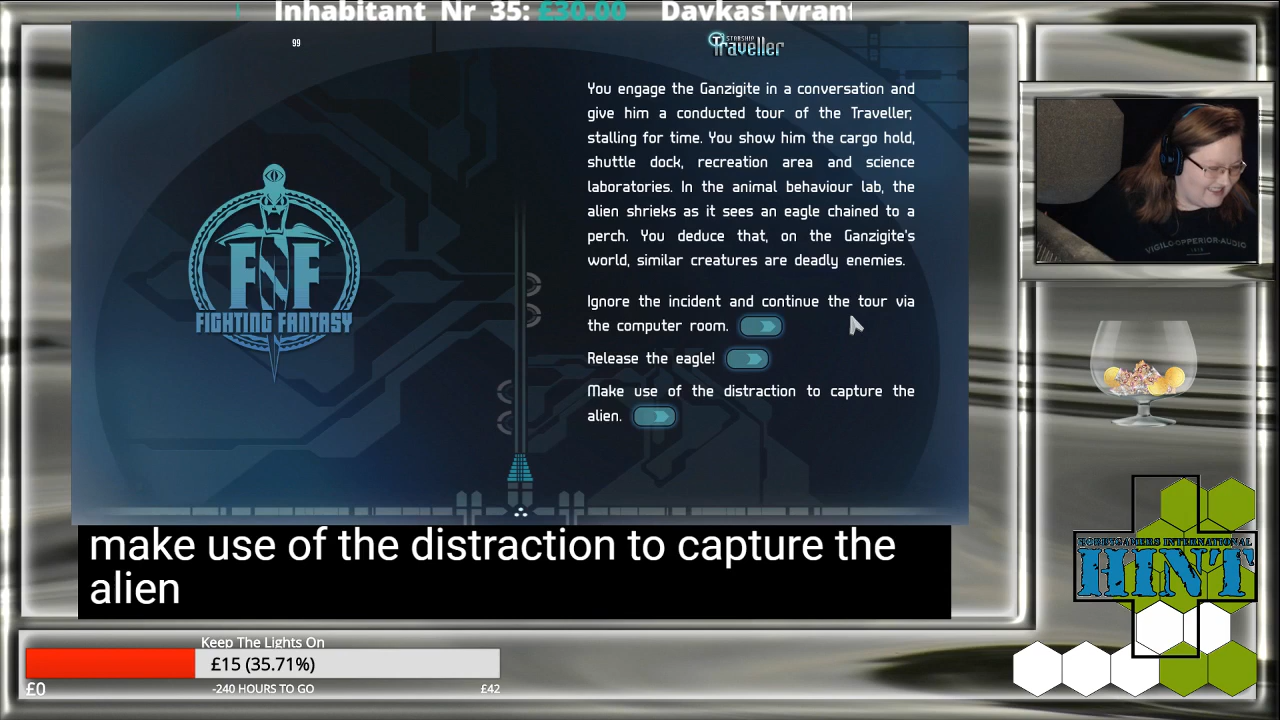 Inhabitant Nr 35: £30.00 DavkasTyrant
99
STARSHIP
Traveller
You engage the Ganzigite in a conversation and
give him a conducted tour of the Traveller,
stalling for time. You show him the cargo hold,
shuttle dock, recreation area and science
laboratories. In the animal behaviour lab, the
alien shrieks as it sees an eagle chained to a
perch. You deduce that, on the Ganzigite's
world, similar creatures are deadly enemies.
Ignore the incident and continue the tour via
the computer room.
Release the eagle!
Make use of the distraction to capture the
alien.
FF
FIGHTING FANTASY
make use of the distraction to capture the
alien
Keep The Lights On
£15 (35.71%)
£0
-240 HOURS TO GO
£42
HINT